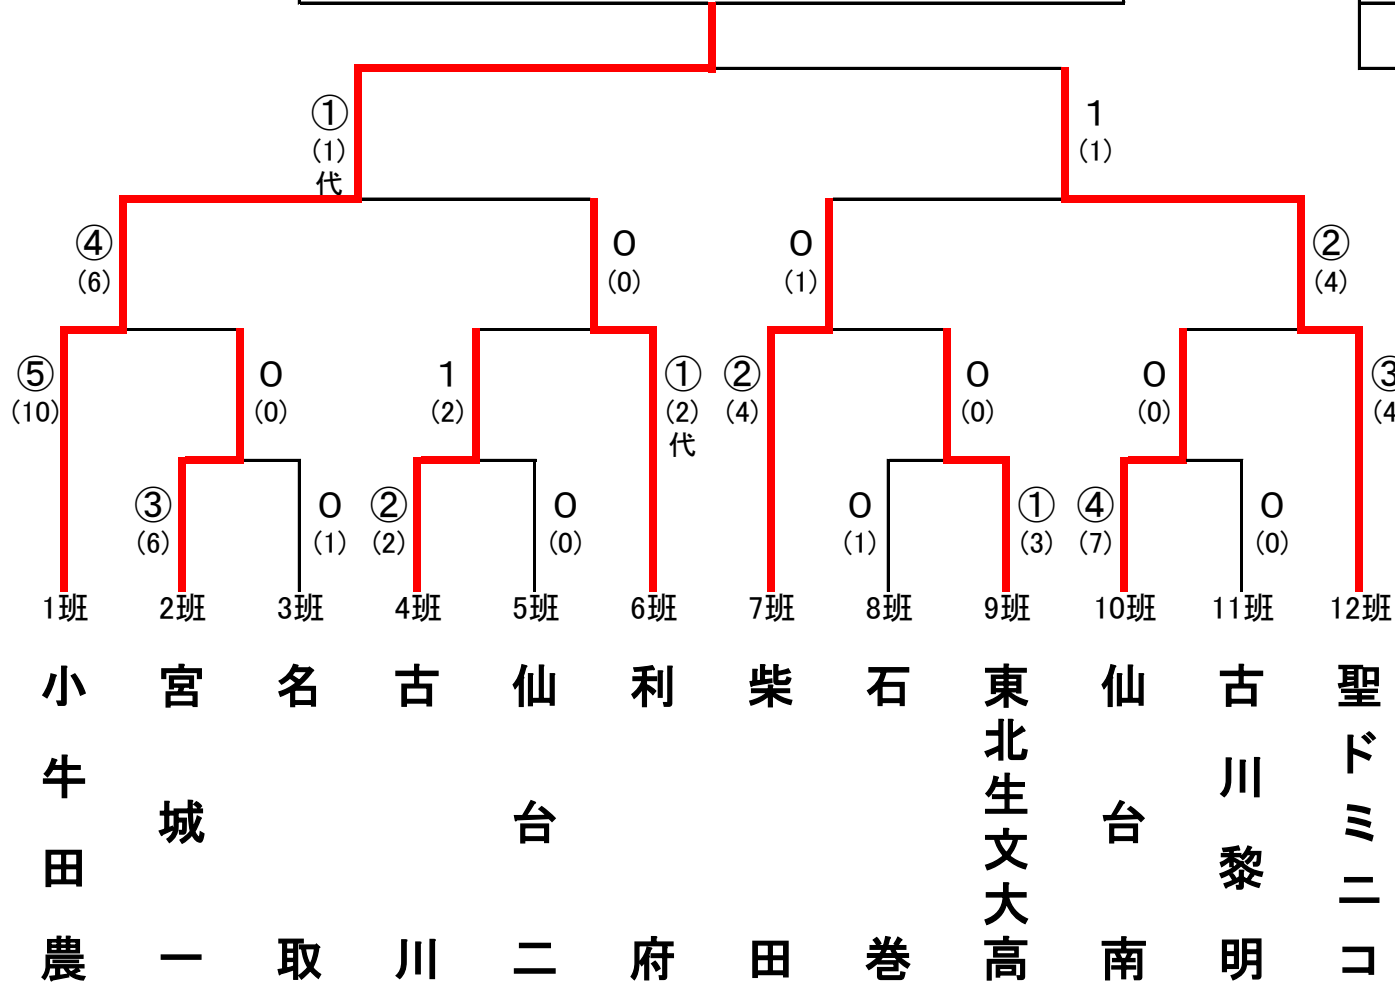 ① 1
(1) (1)
代
④ 0 0 ②
(6) (0) (1) (4)
⑤ 0 1 ① ② 0 0 ③
(10) (0) (2) (2) (4) (0) (0) (4
代
③ 0 ② 0 0 ① ④ 0
(6) (1) (2) (0) (1) (3) (7) (0)
1班 2班 3班 4班 5班 6班 7班 8班 9班 10班 11班 12班
小牛田農
宮城一
名取
古川
仙台二
利府
柴田
石巻
東北生文大高
仙台南
古川黎明
聖ドミニコ